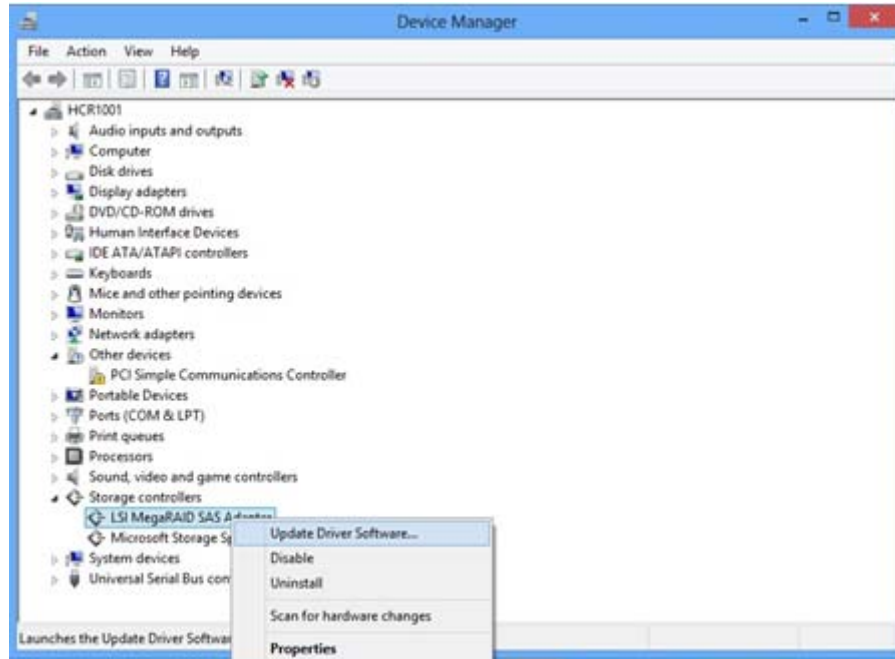 Device Manager
File Action View Help
HCR1001
Audio inputs and outputs
Computer
Disk drives
Display adapters
DVD/CD-ROM drives
Human Interface Devices
IDE ATA/ATAPI controllers
Keyboards
Mice and other pointing devices
Monitors
Network adapters
Other devices
PCI Simple Communications Controller
Portable Devices
Ports (COM & LPT)
Print queues
Processors
Sound, video and game controllers
Storage controllers
LSI MegaRAID SAS Adapter
Microsoft Storage Sp
System devices
Universal Serial Bus con
Update Driver Software...
Disable
Uninstall
Scan for hardware changes
Properties
Launches the Update Driver Softwar